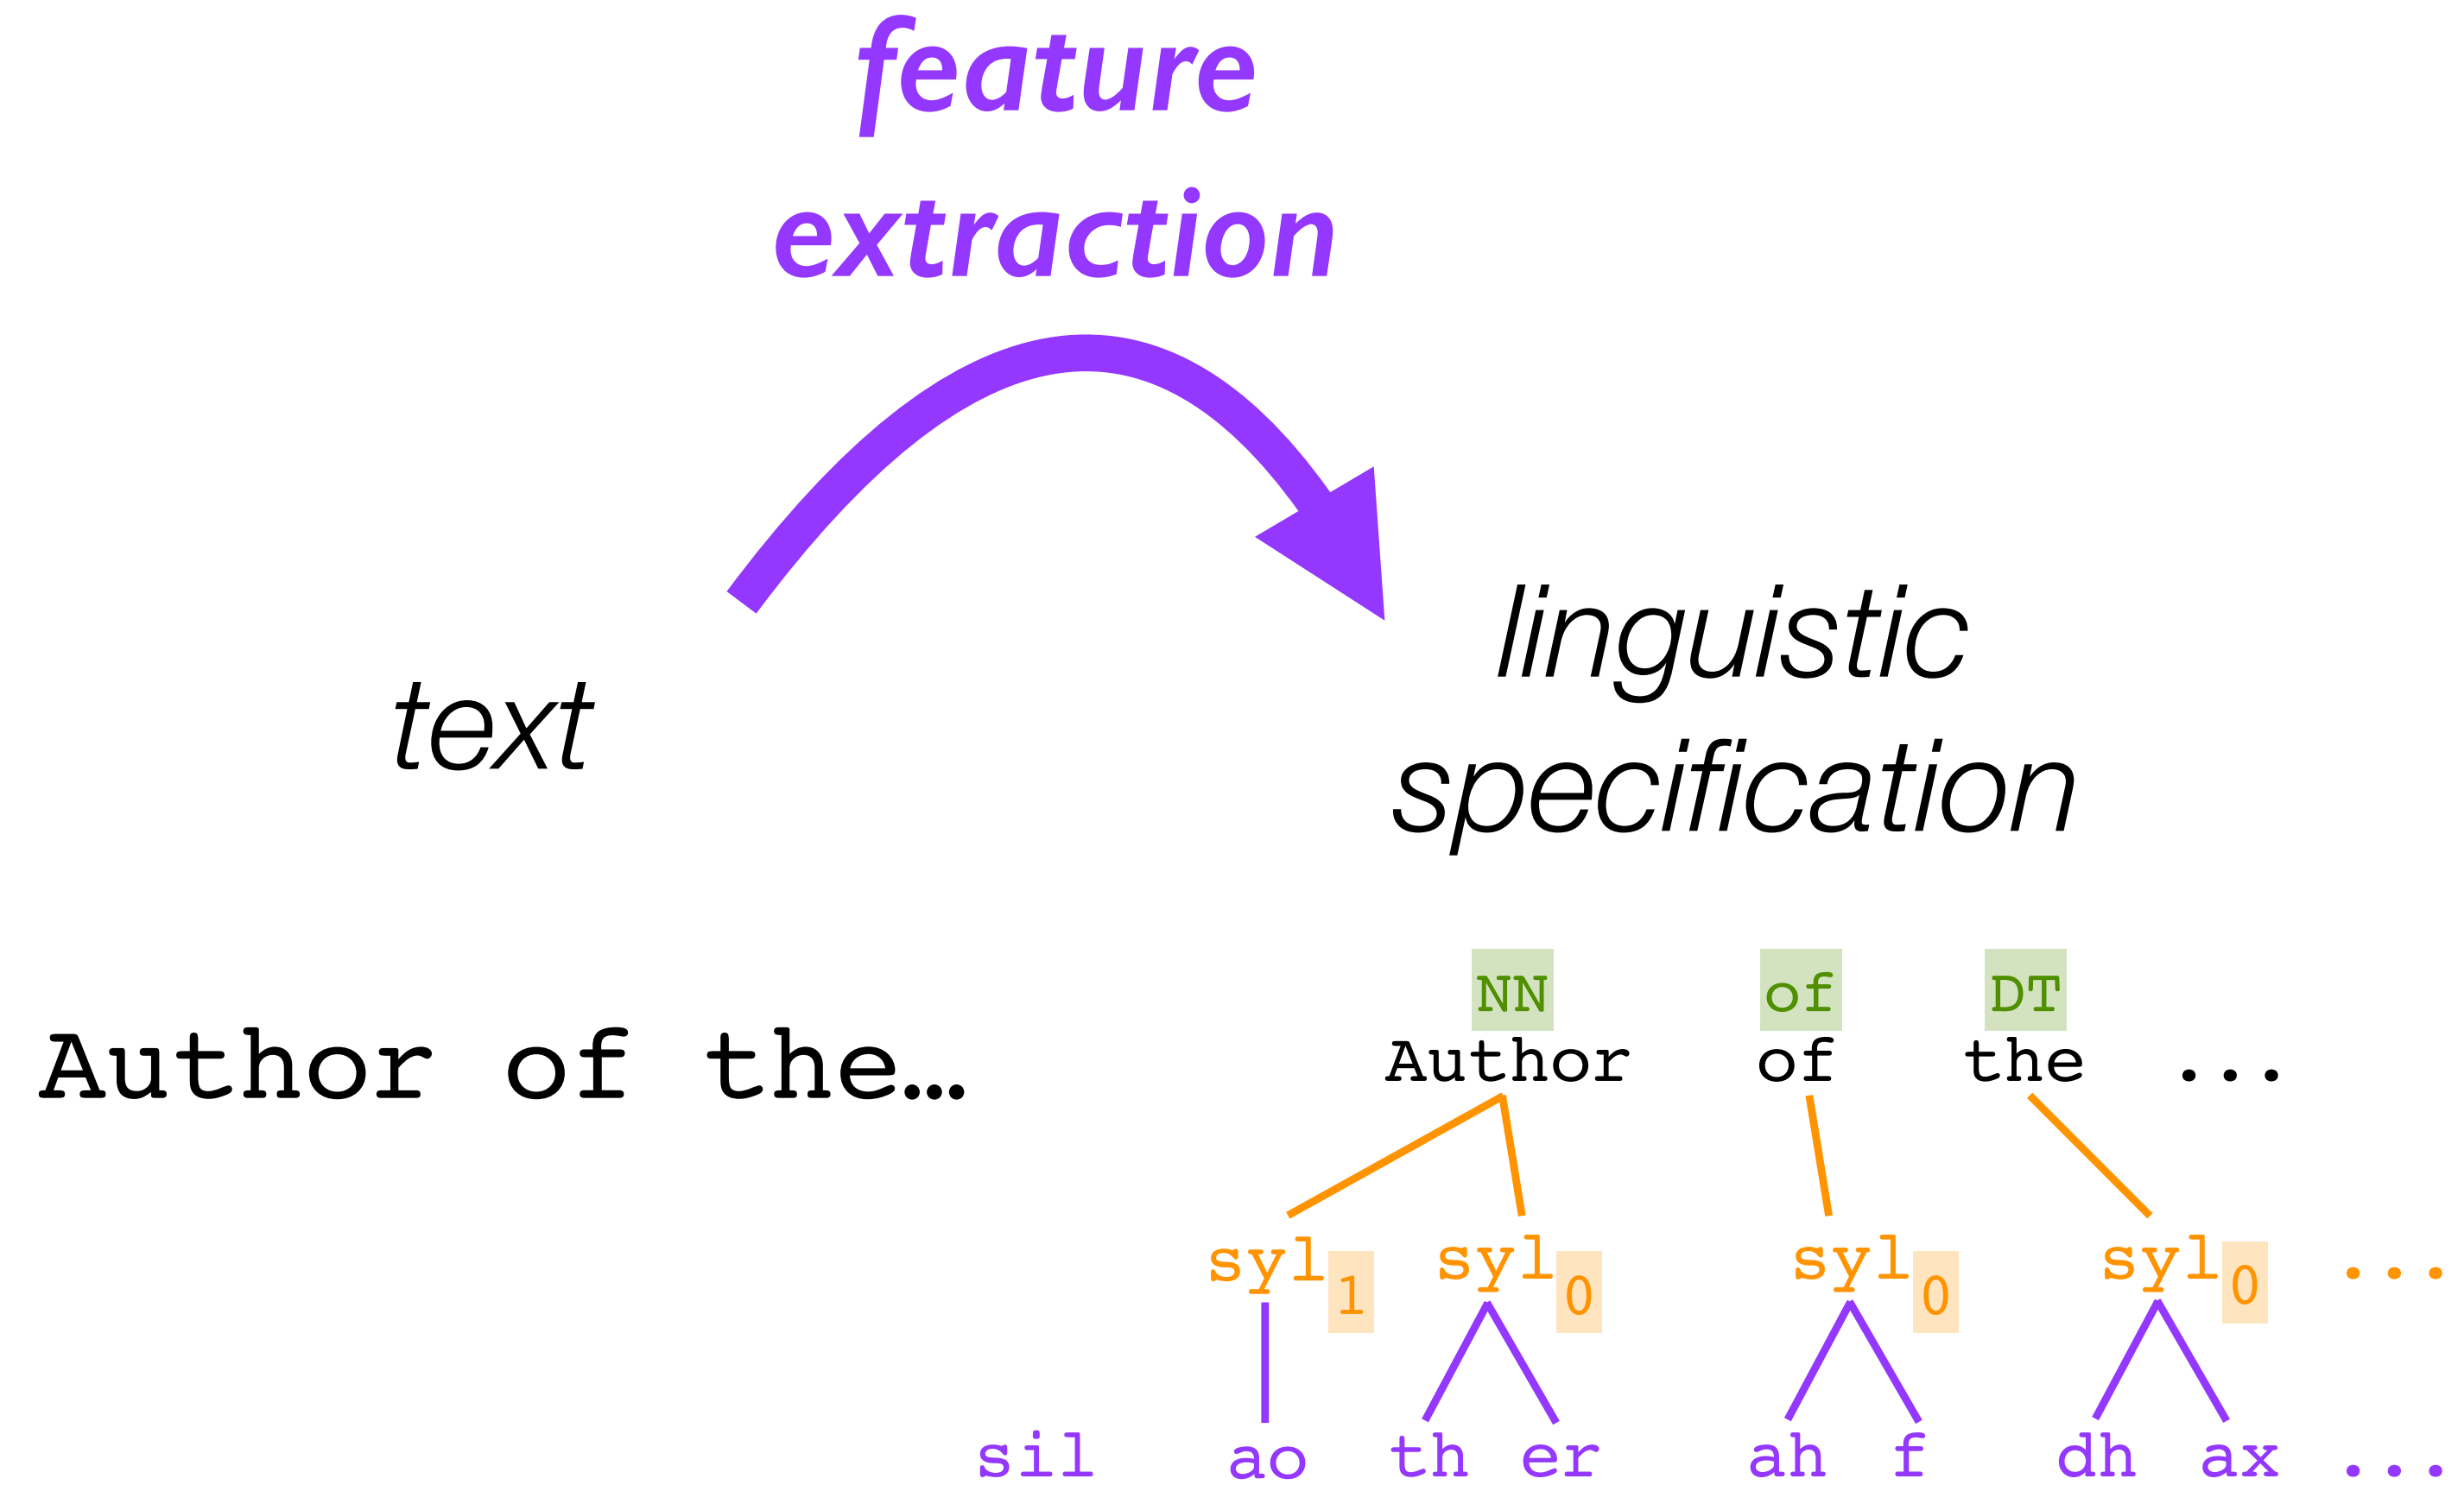 feature
extraction
text
linguistic
specification
Author of the…
NN of DT
Author of the ...
syl1 syl0 syl0 syl0 ...
sil ao th er ah f dh ax ...